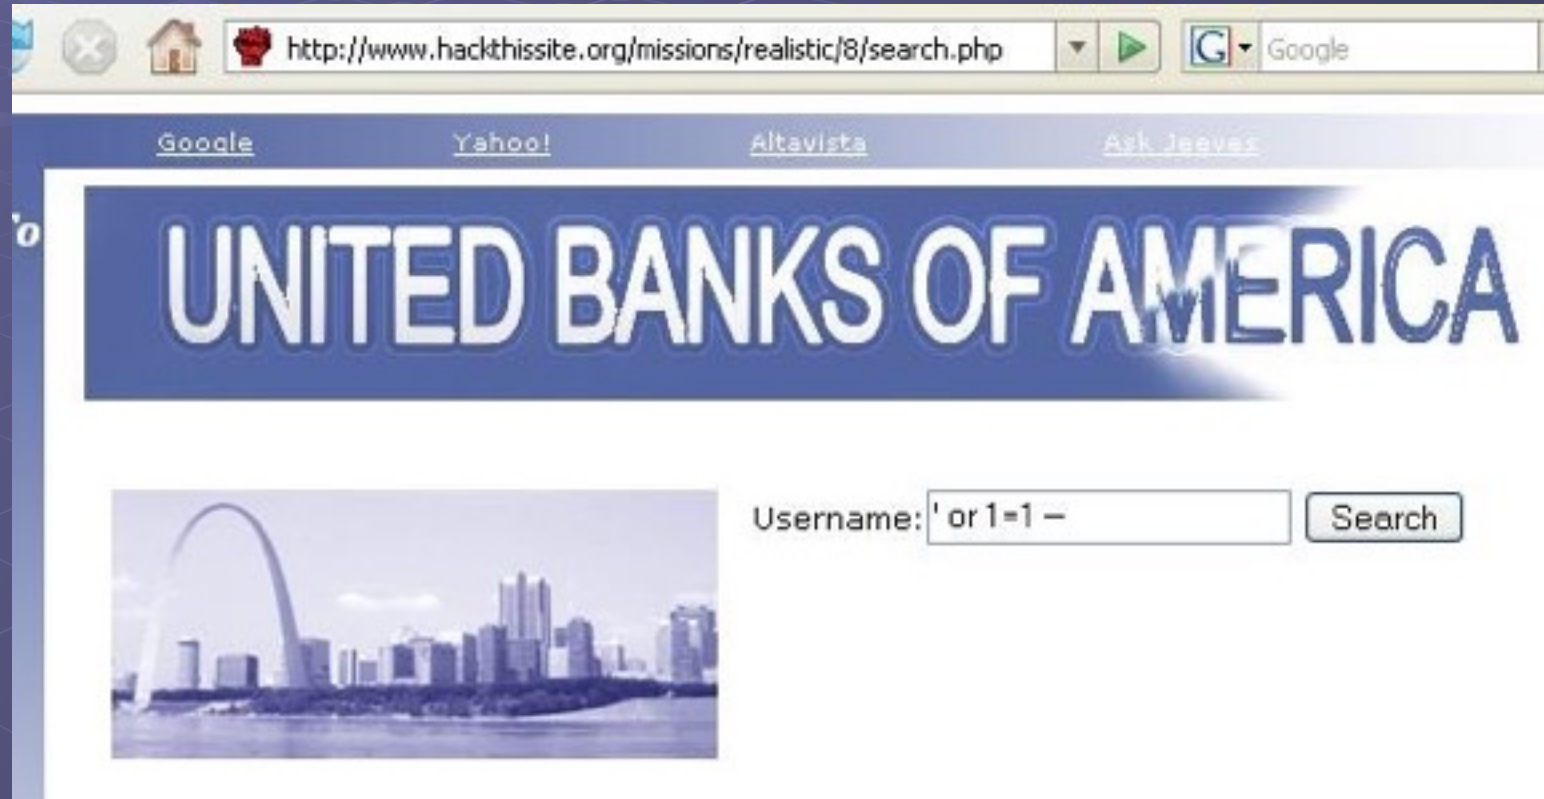 http://www.hackthissite.org/missions/realistic/8/search.php G Google
Google Yahoo! Altavista Ask Jeeves
To
UNITED BANKS OF AMERICA
Username: ' or 1=1 -- Search